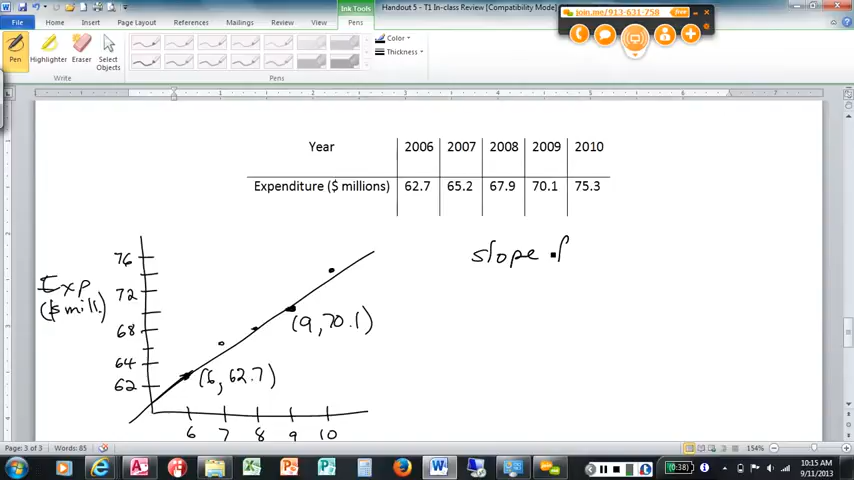 Ink Tools
Handout 5 - T1 In-class Review [Compatibility Mode]
join.me/913-631-758
free
File Home Insert Page Layout References Mailings Review View Pens
Pen Highlighter Eraser Select Objects
Color
Thickness
Write
Pens
Year 2006 2007 2008 2009 2010
Expenditure ($ millions) 62.7 65.2 67.9 70.1 75.3
slope
76
Exp
($ mill.)
72
68
(9, 70.1)
64
(6, 62.7)
62
6 7 8 9 10
Page: 3 of 3 Words: 85
154%
0:38
10:15 AM
9/11/2013